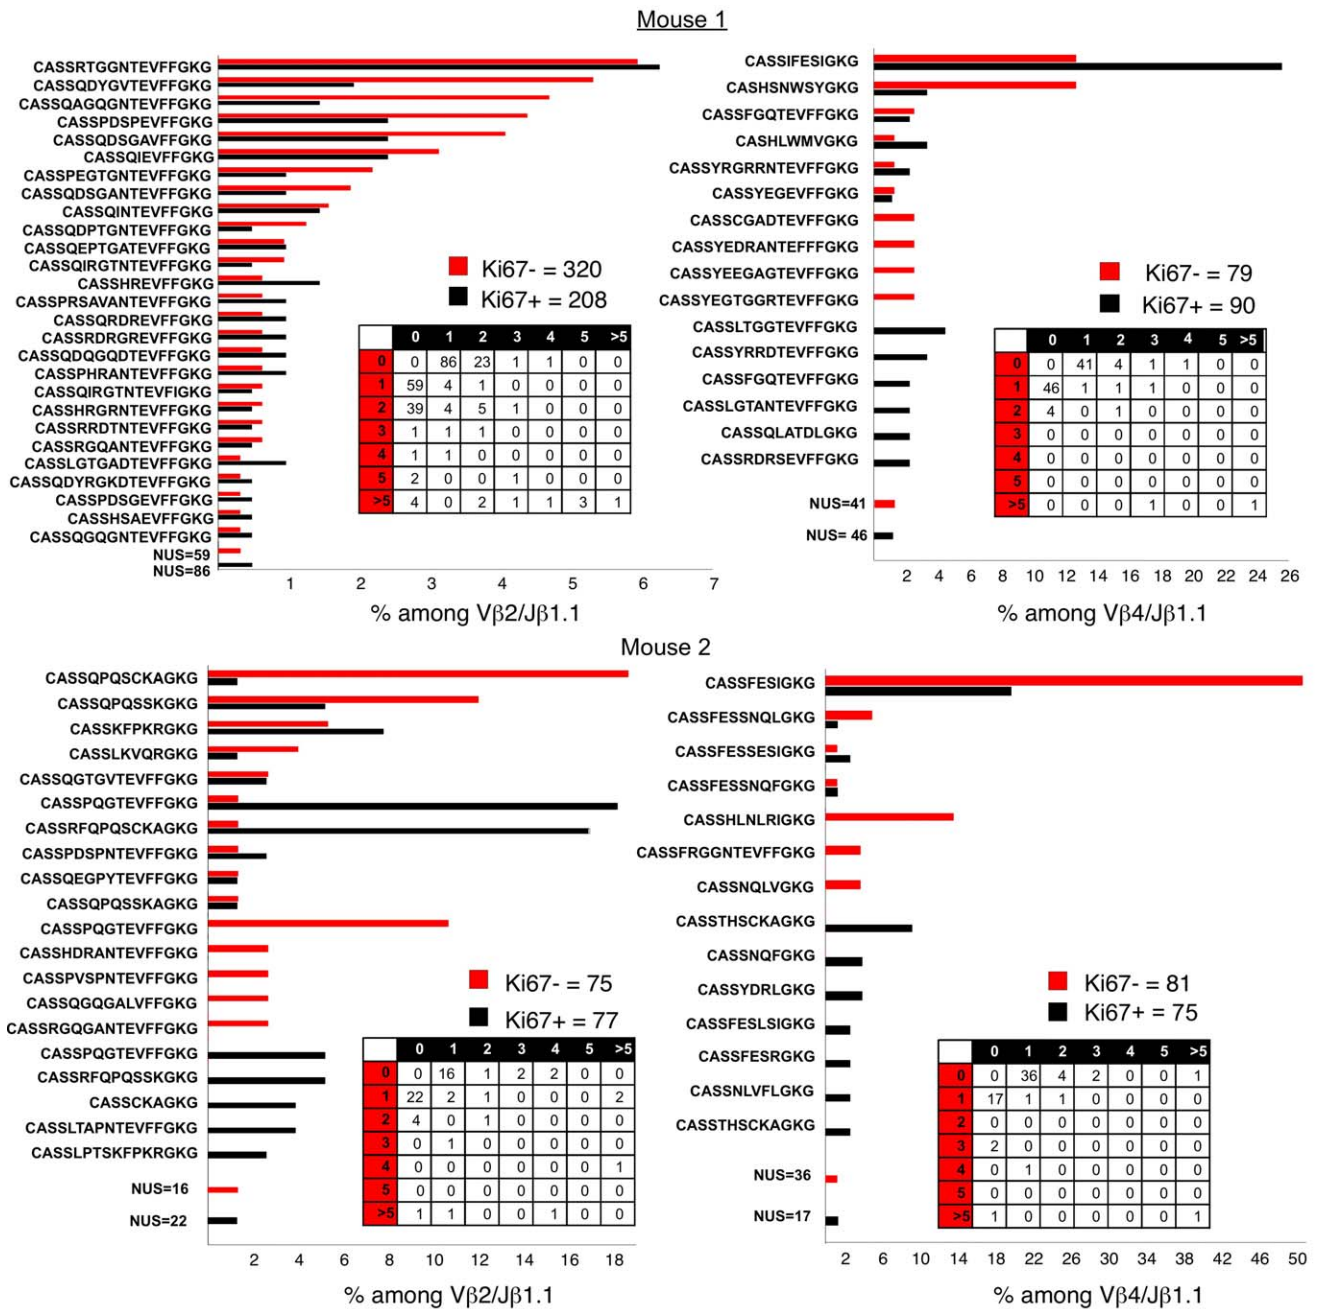 Mouse 1
CASSRTGGNTEVFFGKG
CASSQDYGVTEVFFGKG
CASSQAGQGNTEVFFGKG
CASSPDSPEVFFGKG
CASSQDSGAVFFGKG
CASSQIEVFFGKG
CASSPEGTGNTEVFFGKG
CASSQDSGANTEVFFGKG
CASSQINTEVFFGKG
CASSQDPTGNTEVFFGKG
CASSQEPTGATEVFFGKG
CASSQIRGTNTEVFFGKG
CASSHREVFFGKG
CASSPRSAVANTEVFFGKG
CASSQRDREVFFGKG
CASSRDRGREVFFGKG
CASSQDQGQDTEVFFGKG
CASSPHRANTEVFFGKG
CASSQIRGTNTEVFIGKG
CASSHRGRNTEVFFGKG
CASSRRDTNTEVFFGKG
CASSRGQANTEVFFGKG
CASSLGTGADTEVFFGKG
CASSQDYRGKDTEVFFGKG
CASSPDSGEVFFGKG
CASSHSAEVFFGKG
CASSQGQGNTEVFFGKG
NUS=59
NUS=86
Ki67- = 320
Ki67+ = 208
0 1 2 3 4 5 >5
0 0 86 23 1 1 0 0
1 59 4 1 0 0 0 0
2 39 4 5 1 0 0 0
3 1 1 1 0 0 0 0
4 1 1 0 0 0 0 0
5 2 0 0 1 0 0 0
>5 4 0 2 1 1 3 1
1 2 3 4 5 6 7
% among Vβ2/Jβ1.1
CASSIFESIGKG
CASHSNWSYGKG
CASSFGQTEVFFGKG
CASHLWMVGKG
CASSYRGRRNTEVFFGKG
CASSYEGEVFFGKG
CASSCGADTEVFFGKG
CASSYEDRANTEFFFGKG
CASSYEEGAGTEVFFGKG
CASSYEGTGGRTEVFFGKG
CASSLTGGTEVFFGKG
CASSYRRDTEVFFGKG
CASSFGQTEVFFGKG
CASSLGTANTEVFFGKG
CASSQLATDLGKG
CASSRDRSEVFFGKG
NUS=41
NUS= 46
Ki67- = 79
Ki67+ = 90
0 1 2 3 4 5 >5
0 0 41 4 1 1 0 0
1 46 1 1 1 0 0 0
2 4 0 1 0 0 0 0
3 0 0 0 0 0 0 0
4 0 0 0 0 0 0 0
5 0 0 0 0 0 0 0
>5 0 0 0 1 0 0 1
2 4 6 8 10 12 14 16 18 20 22 24 26
% among Vβ4/Jβ1.1
Mouse 2
CASSQPQSCKAGKG
CASSQPQSSKGKG
CASSKFPKRGKG
CASSLKVQRGKG
CASSQGTGVTEVFFGKG
CASSPQGTEVFFGKG
CASSRFQPQSCKAGKG
CASSPDSPNTEVFFGKG
CASSQEGPYTEVFFGKG
CASSQPQSSKAGKG
CASSPQGTEVFFGKG
CASSHDRANTEVFFGKG
CASSPVSPNTEVFFGKG
CASSQGQGALVFFGKG
CASSRGQGANTEVFFGKG
CASSPQGTEVFFGKG
CASSRFQPQSSKGKG
CASSCKAGKG
CASSLTAPNTEVFFGKG
CASSLPTSKFPKRGKG
NUS=16
NUS=22
Ki67- = 75
Ki67+ = 77
0 1 2 3 4 5 >5
0 0 16 1 2 2 0 0
1 22 2 1 0 0 0 2
2 4 0 1 0 0 0 0
3 0 1 0 0 0 0 0
4 0 0 0 0 0 0 1
5 0 0 0 0 0 0 0
>5 1 1 0 0 1 0 0
2 4 6 8 10 12 14 16 18
% among Vβ2/Jβ1.1
CASSFESIGKG
CASSFESSNQLGKG
CASSFESSESIGKG
CASSFESSNQFGKG
CASSHLNLRIGKG
CASSFRGGNTEVFFGKG
CASSNQLVGKG
CASSTHSCKAGKG
CASSNQFGKG
CASSYDRLGKG
CASSFESLSIGKG
CASSFESRGKG
CASSNLVFLGKG
CASSTHSCKAGKG
NUS=36
NUS=17
Ki67- = 81
Ki67+ = 75
0 1 2 3 4 5 >5
0 0 36 4 2 0 0 1
1 17 1 1 0 0 0 0
2 0 0 0 0 0 0 0
3 2 0 0 0 0 0 0
4 0 1 0 0 0 0 0
5 0 0 0 0 0 0 0
>5 1 0 0 0 0 0 1
2 6 10 14 18 22 26 30 34 38 42 46 50
% among Vβ4/Jβ1.1